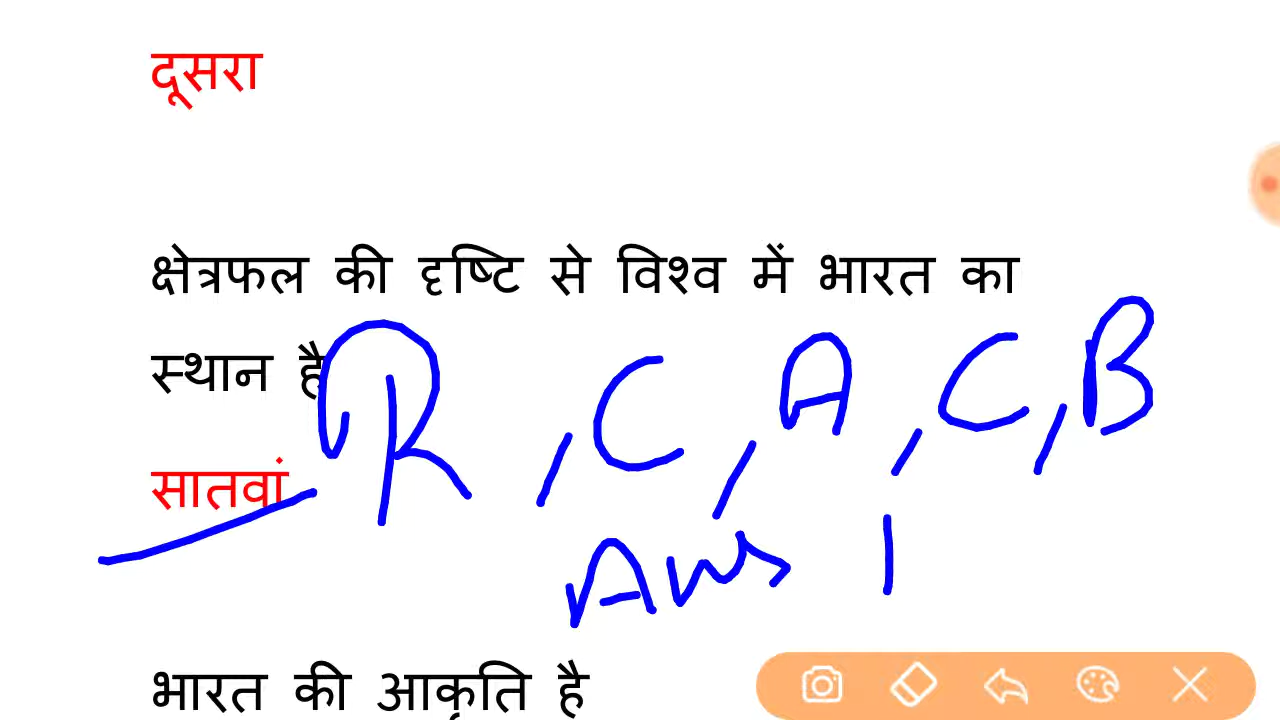 दूसरा
क्षेत्रफल की दृष्टि से विश्व में भारत का
स्थान है
R , C , A , C , B
सातवां
Aus |
भारत की आकृति है